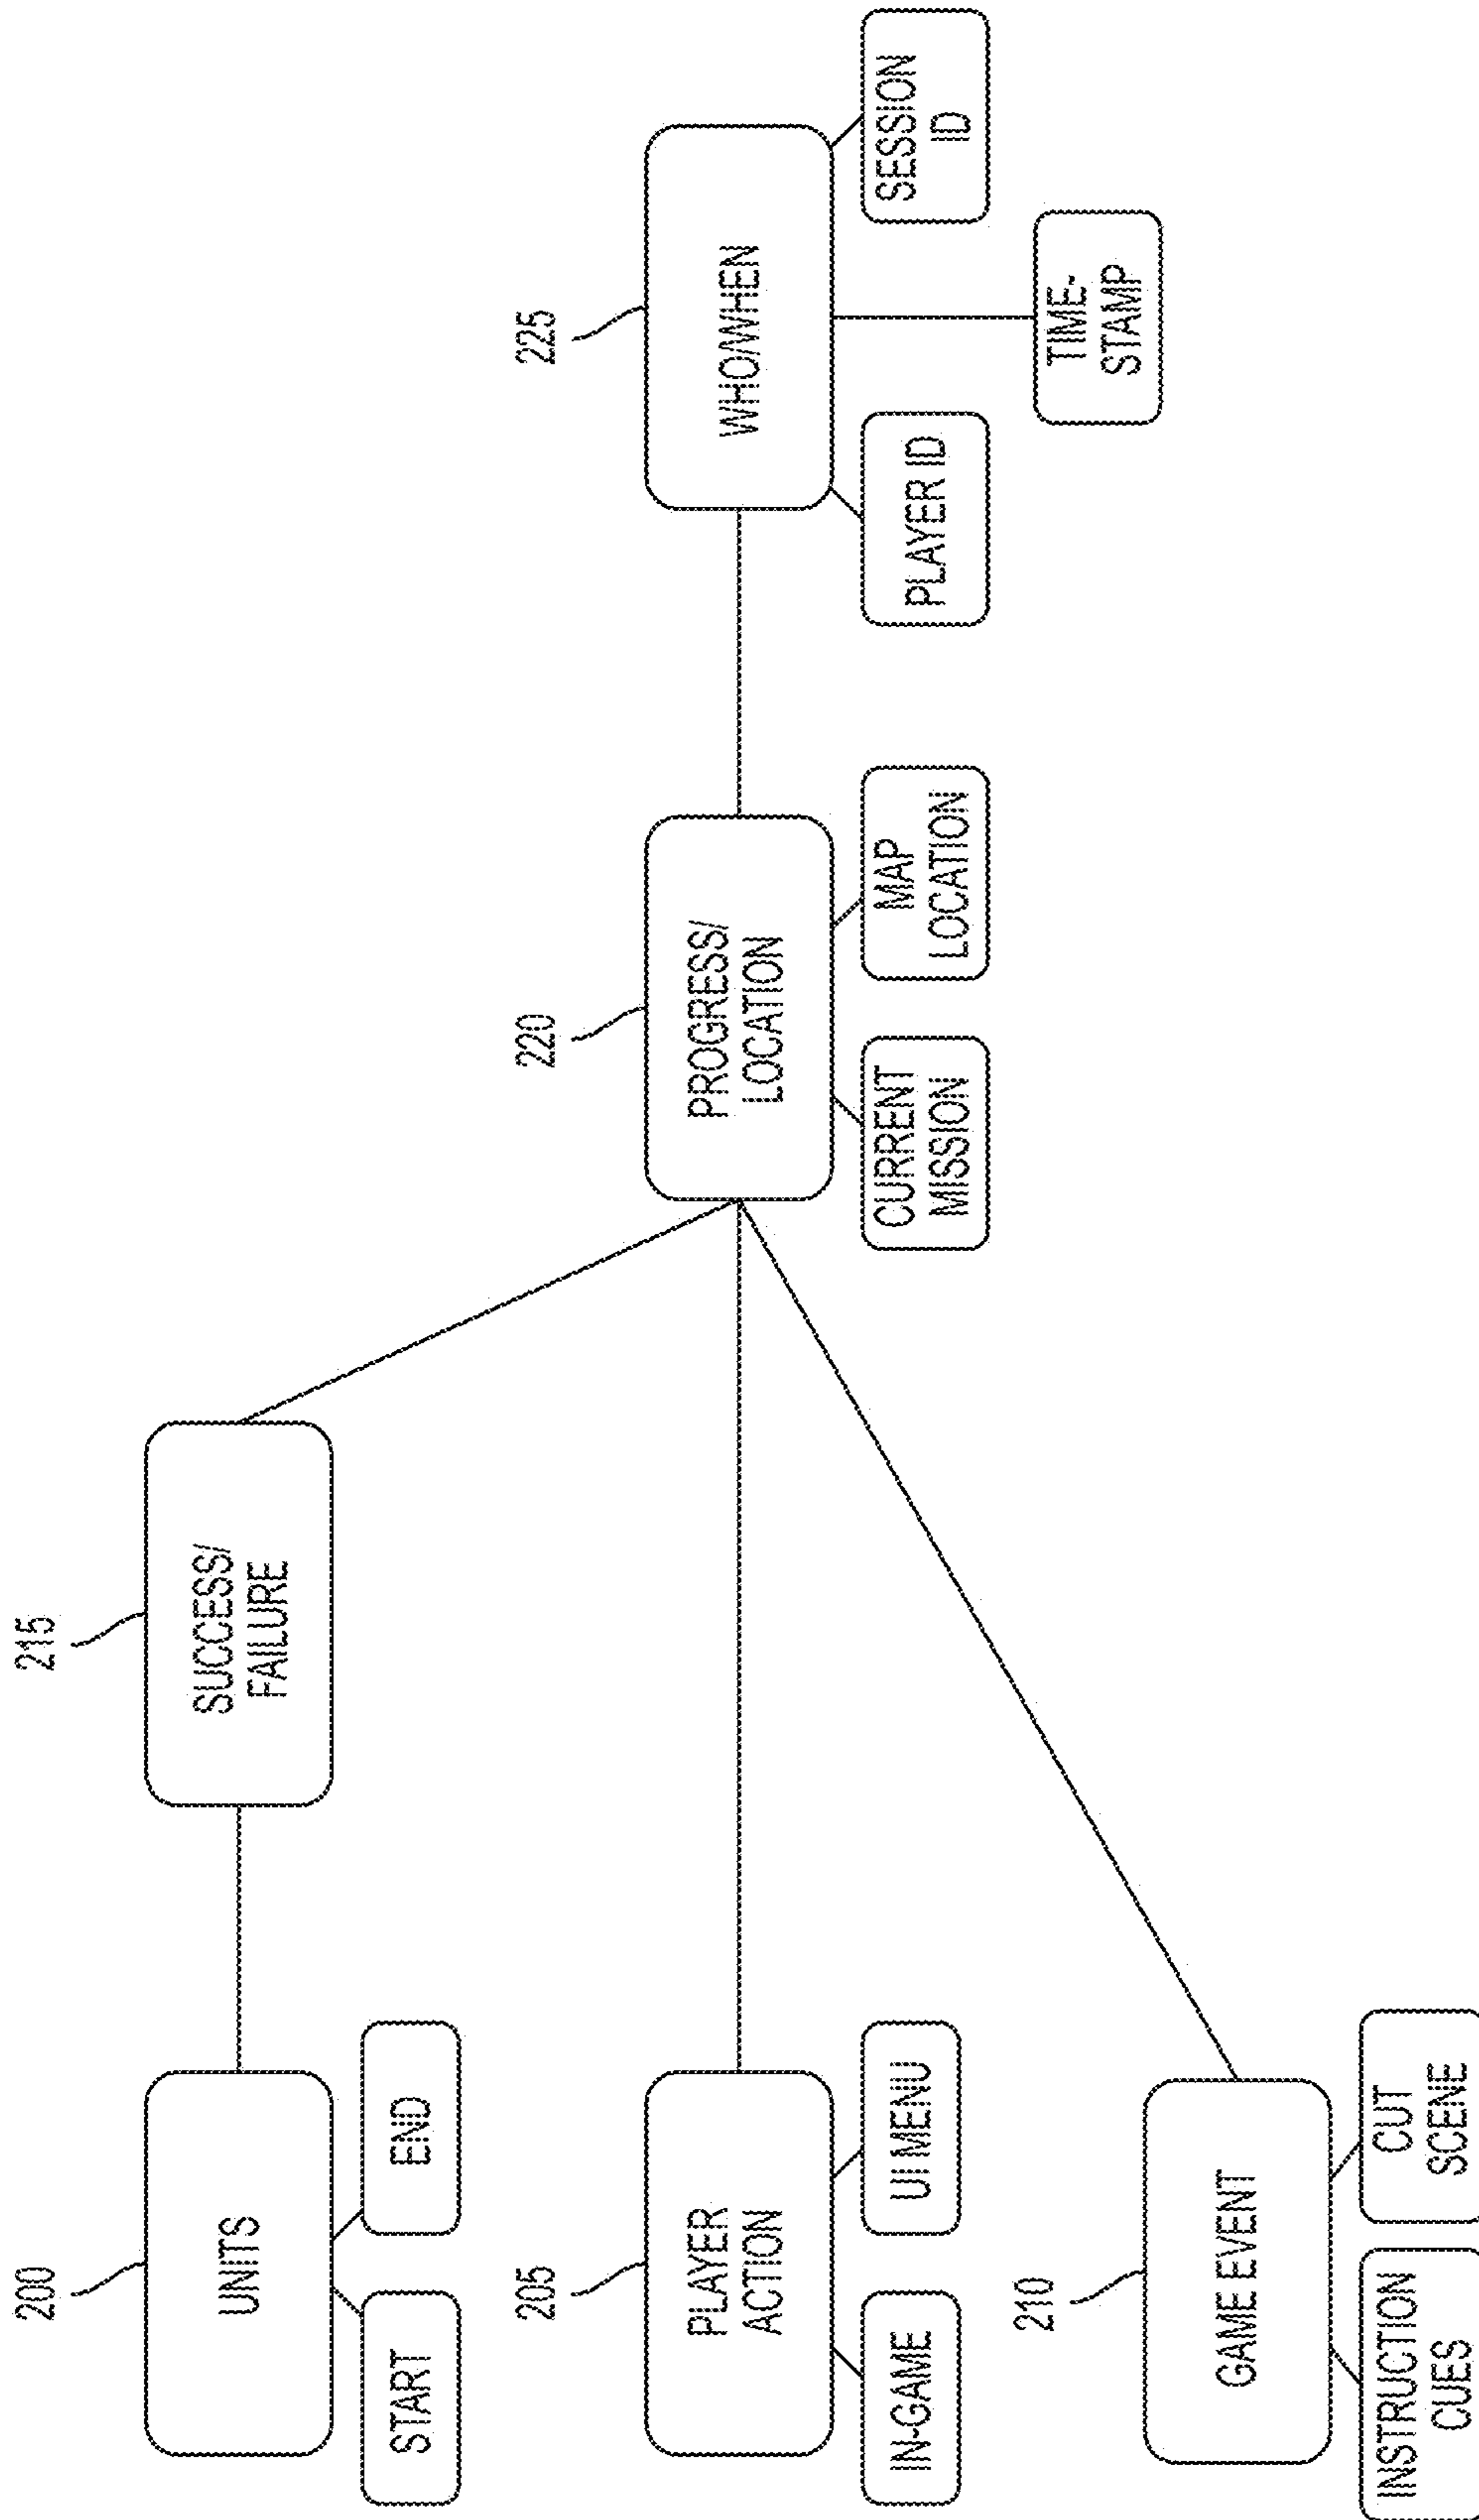 200
UNITS
START
END
215
SUCCESS/
FAILURE
205
PLAYER
ACTION
IN-GAME
UI MENU
220
PROGRESS/
LOCATION
CURRENT
MISSION
MAP
LOCATION
225
WHO/WHEN
PLAYER ID
TIME-
STAMP
SESSION
ID
210
GAME EVENT
INSTRUCTION
CUES
CUT
SCENE